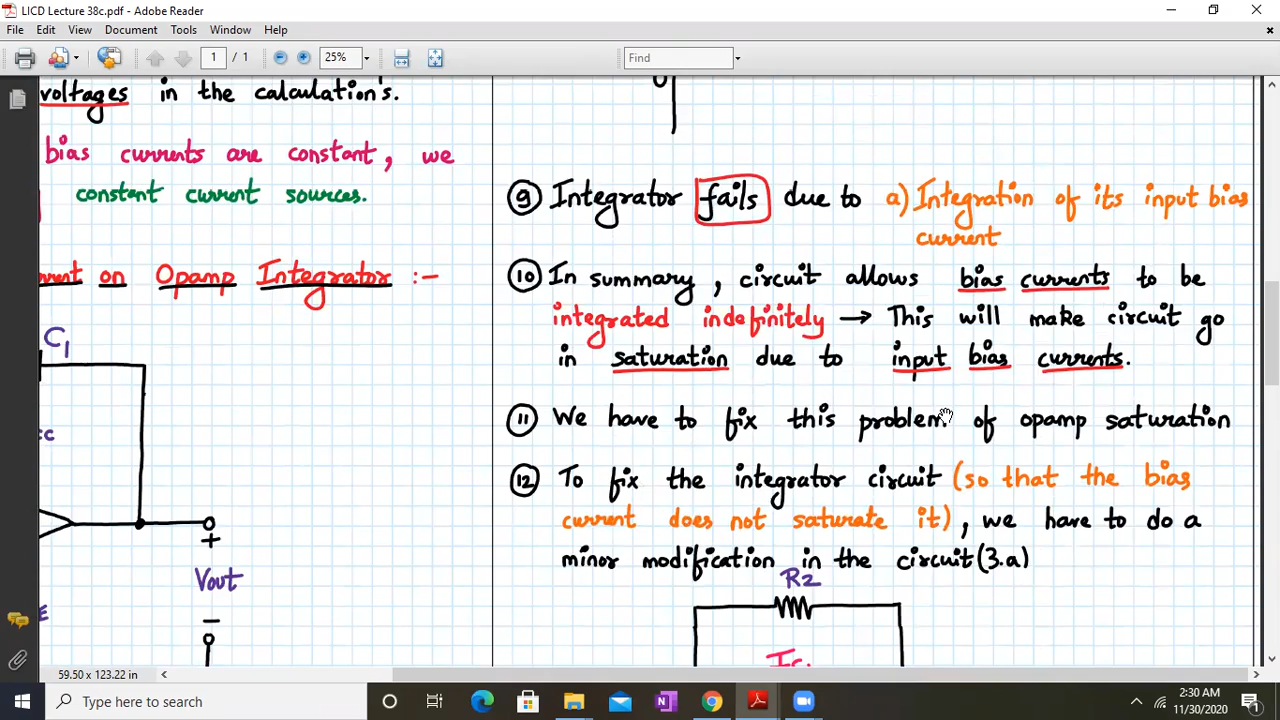 LICD Lecture 38c.pdf - Adobe Reader
File Edit View Document Tools Window Help
1 / 1 25% Find
voltages in the calculation's.
bias currents are constant, we
constant current sources.
on Opamp Integrator :-
C1
Vout
+
−
⑨ Integrator fails due to a) Integration of its input bias
current
⑩ In summary, circuit allows bias currents to be
integrated indefinitely → This will make circuit go
in saturation due to input bias currents.
⑪ We have to fix this problem of opamp saturation
⑫ To fix the integrator circuit (so that the bias
current does not saturate it), we have to do a
minor modification in the circuit (3.a)
R2
59.50 x 123.22 in
Type here to search
2:30 AM
11/30/2020